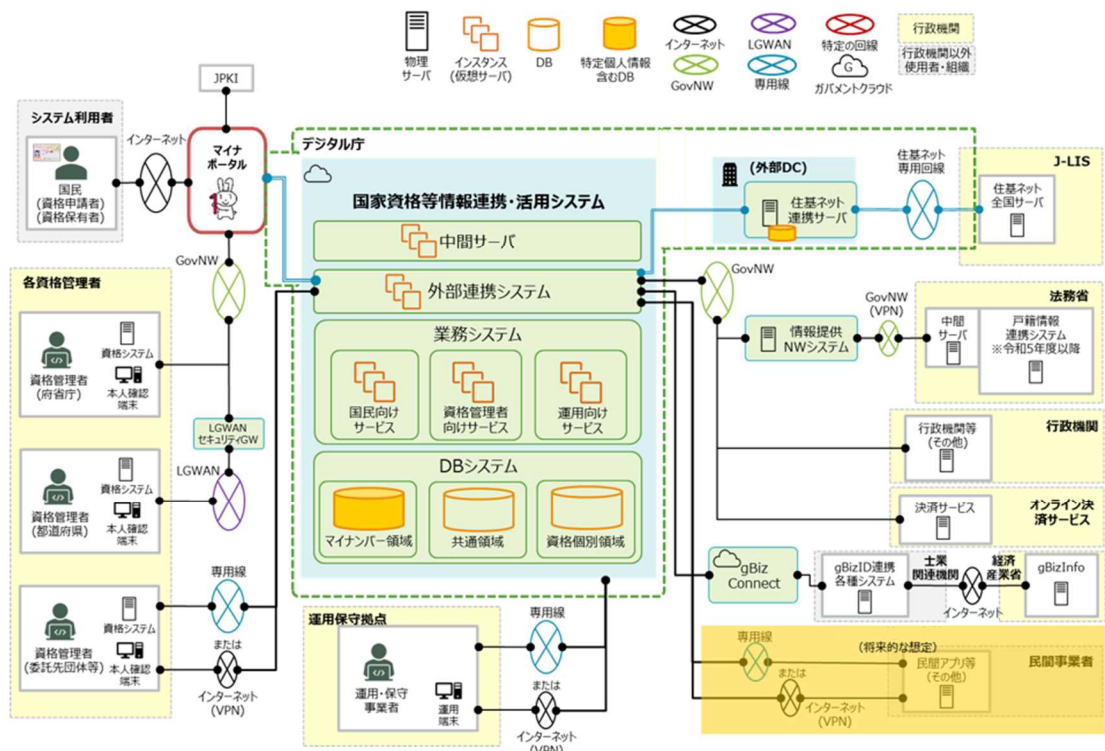 物理
サーバ
インスタンス
(仮想サーバ)
DB
特定個人情報
含むDB
インターネット
GovNW
LGWAN
専用線
特定の回線
G
ガバメントクラウド
行政機関
行政機関以外
使用者・組織
JPKI
システム利用者
国民
(資格申請者)
(資格保有者)
インターネット
マイナ
ポータル
GovNW
デジタル庁
国家資格等情報連携・活用システム
中間サーバ
外部連携システム
業務システム
国民向け
サービス
資格管理者
向けサービス
運用向け
サービス
DBシステム
マイナンバー領域
共通領域
資格個別領域
(外部DC)
住基ネット
連携サーバ
住基ネット
専用回線
J-LIS
住基ネット
全国サーバ
各資格管理者
資格管理者
(府省庁)
資格システム
本人確認
端末
LGWAN
セキュリティGW
LGWAN
資格管理者
(都道府県)
資格システム
本人確認
端末
資格管理者
(委託先団体等)
資格システム
本人確認
端末
専用線
または
インターネット
(VPN)
運用保守拠点
運用・保守
事業者
運用
端末
専用線
または
インターネット
(VPN)
GovNW
情報提供
NWシステム
GovNW
(VPN)
法務省
中間
サーバ
戸籍情報
連携システム
※令和5年度以降
行政機関
行政機関等
(その他)
オンライン決
済サービス
決済サービス
gBiz
Connect
gBizID連携
各種システム
士業
関連機関
インターネット
経済
産業省
gBizInfo
専用線
または
インターネット
(VPN)
(将来的な想定)
民間アプリ等
(その他)
民間事業者